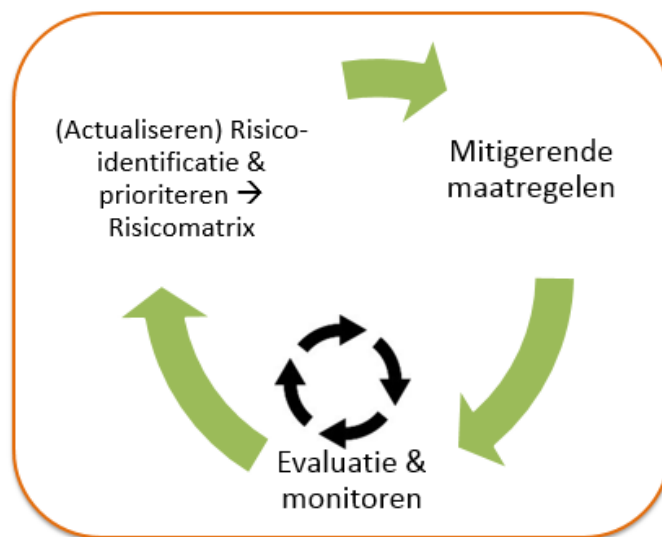 (Actualiseren) Risico-
identificatie &
prioriteren →
Risicomatrix
Mitigerende
maatregelen
Evaluatie &
monitoren